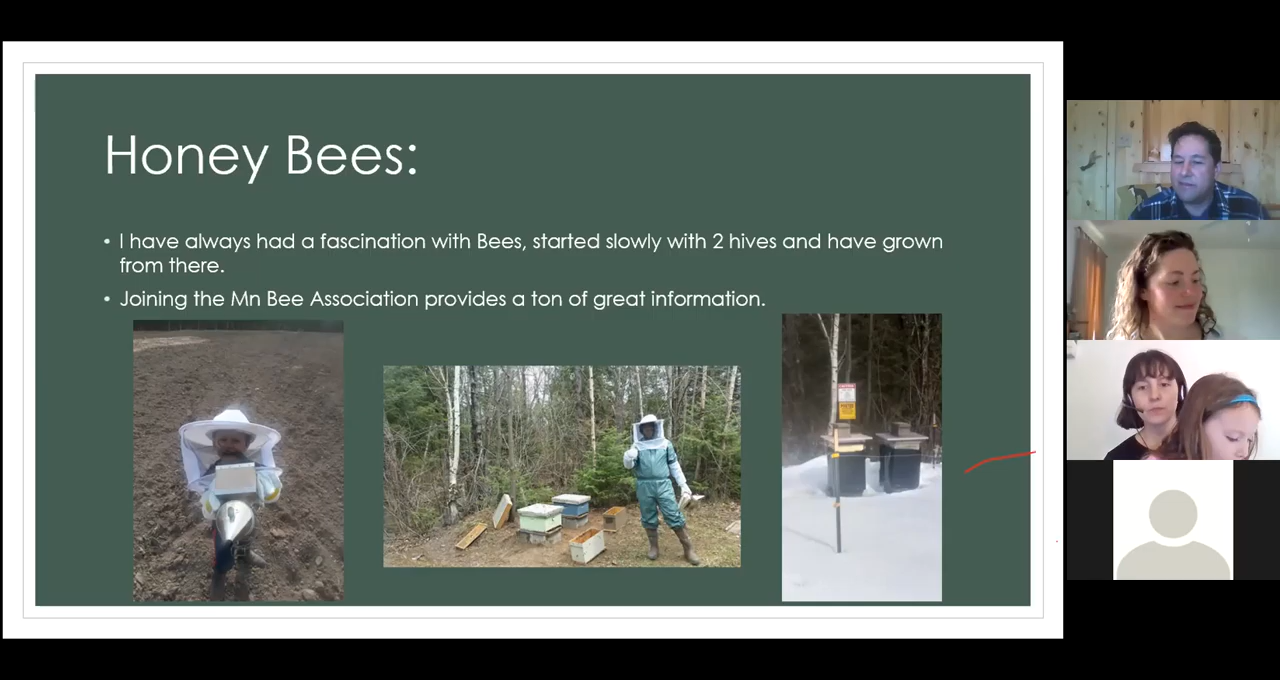 Honey Bees:
• I have always had a fascination with Bees, started slowly with 2 hives and have grown
from there.
• Joining the Mn Bee Association provides a ton of great information.